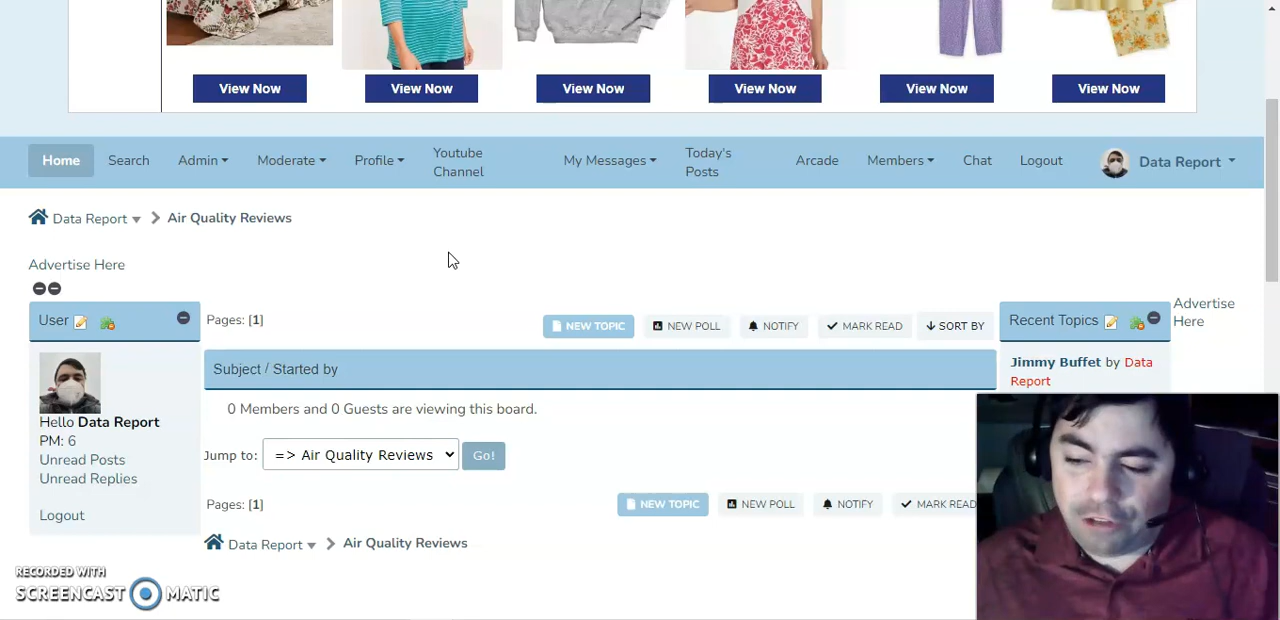 View Now View Now View Now View Now View Now View Now
Home Search Admin Moderate Profile Youtube Channel My Messages Today's Posts Arcade Members Chat Logout Data Report
Data Report > Air Quality Reviews
Advertise Here
User
Hello Data Report
PM: 6
Unread Posts
Unread Replies
Logout
Pages: [1] NEW TOPIC NEW POLL NOTIFY MARK READ SORT BY
Subject / Started by
0 Members and 0 Guests are viewing this board.
Jump to: => Air Quality Reviews Go!
Pages: [1] NEW TOPIC NEW POLL NOTIFY MARK READ
Data Report > Air Quality Reviews
Recent Topics
Jimmy Buffet by Data
Report
Advertise
Here
RECORDED WITH
SCREENCAST MATIC